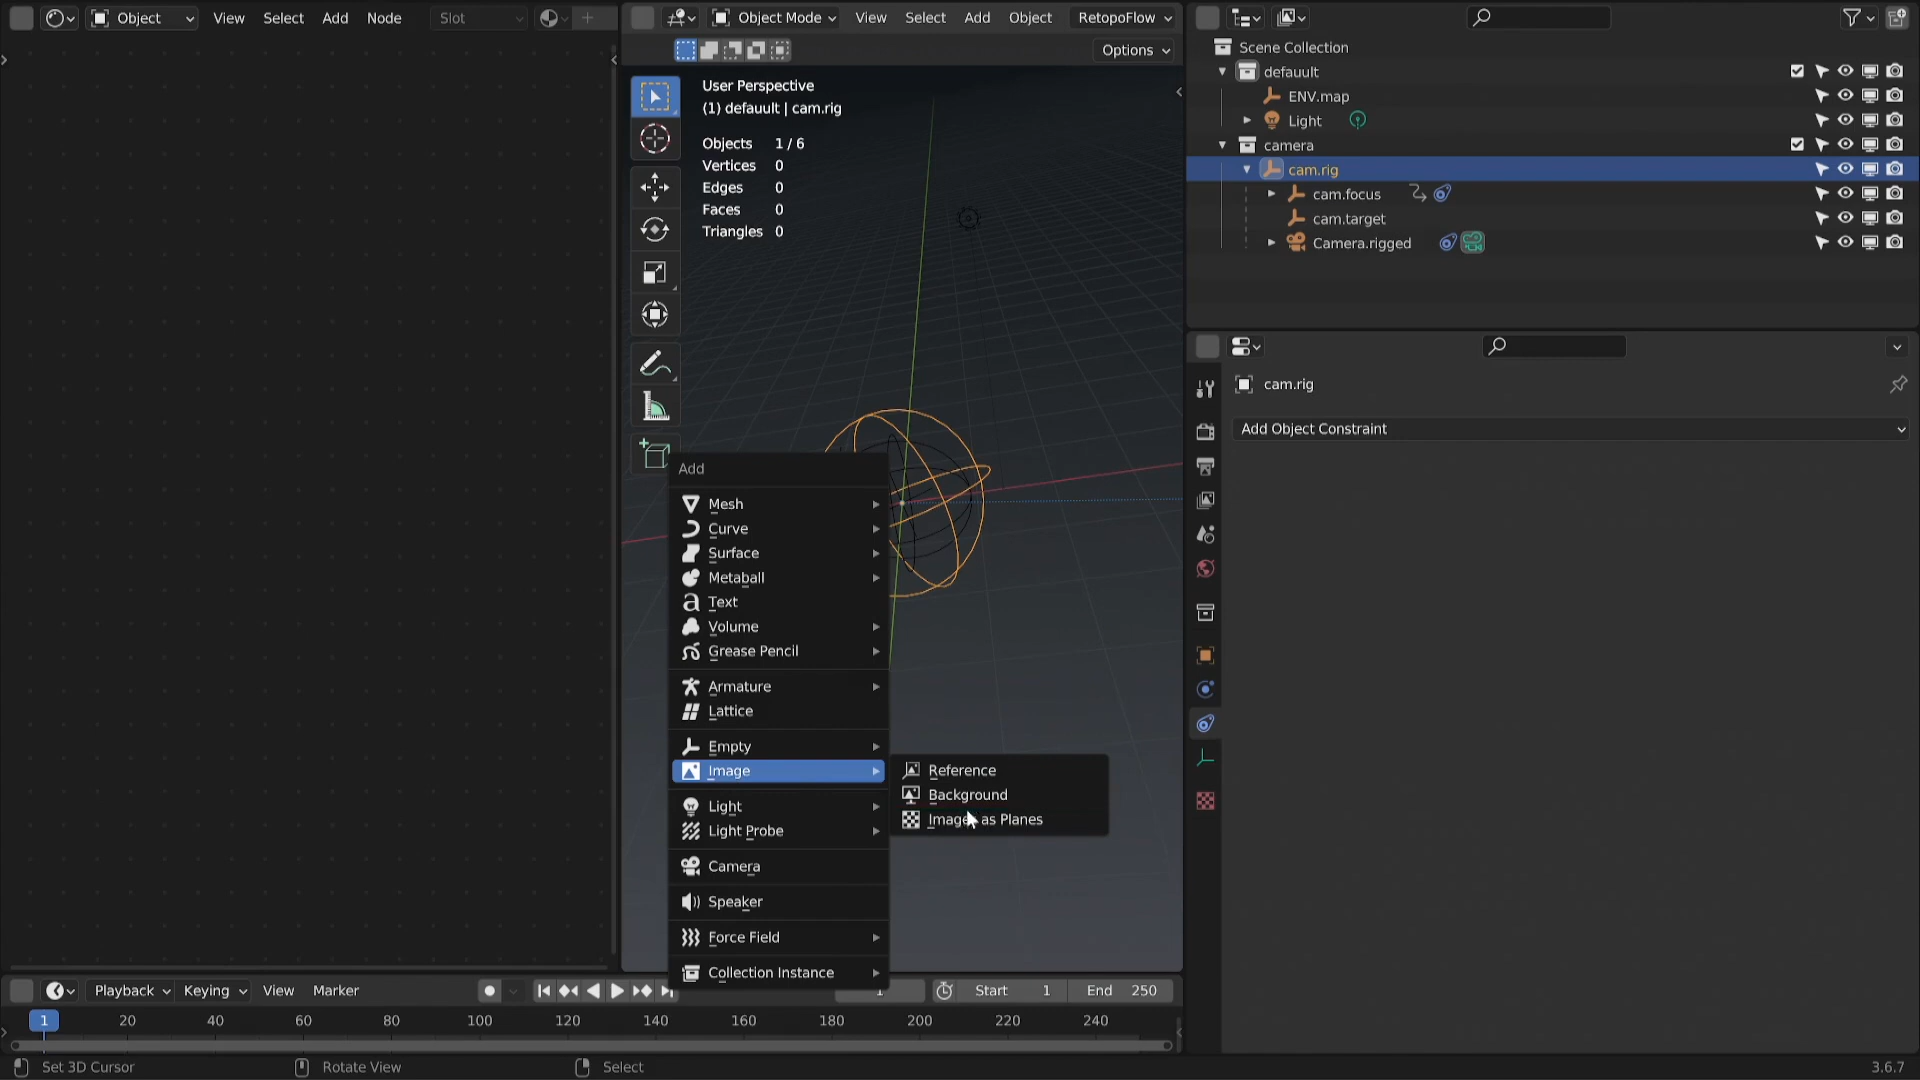 Object View Select Add Node Slot
Object Mode View Select Add Object RetopoFlow
Options
User Perspective
(1) defauult | cam.rig
Objects 1 / 6
Vertices 0
Edges 0
Faces 0
Triangles 0
Add
Mesh
Curve
Surface
Metaball
Text
Volume
Grease Pencil
Armature
Lattice
Empty
Image
Light
Light Probe
Camera
Speaker
Force Field
Collection Instance
Reference
Background
Images as Planes
Scene Collection
defauult
ENV.map
Light
camera
cam.rig
cam.focus
cam.target
Camera.rigged
cam.rig
Add Object Constraint
Playback Keying View Marker
1 Start 1 End 250
1 20 40 60 80 100 120 140 160 180 200 220 240
Set 3D Cursor Rotate View Select 3.6.7